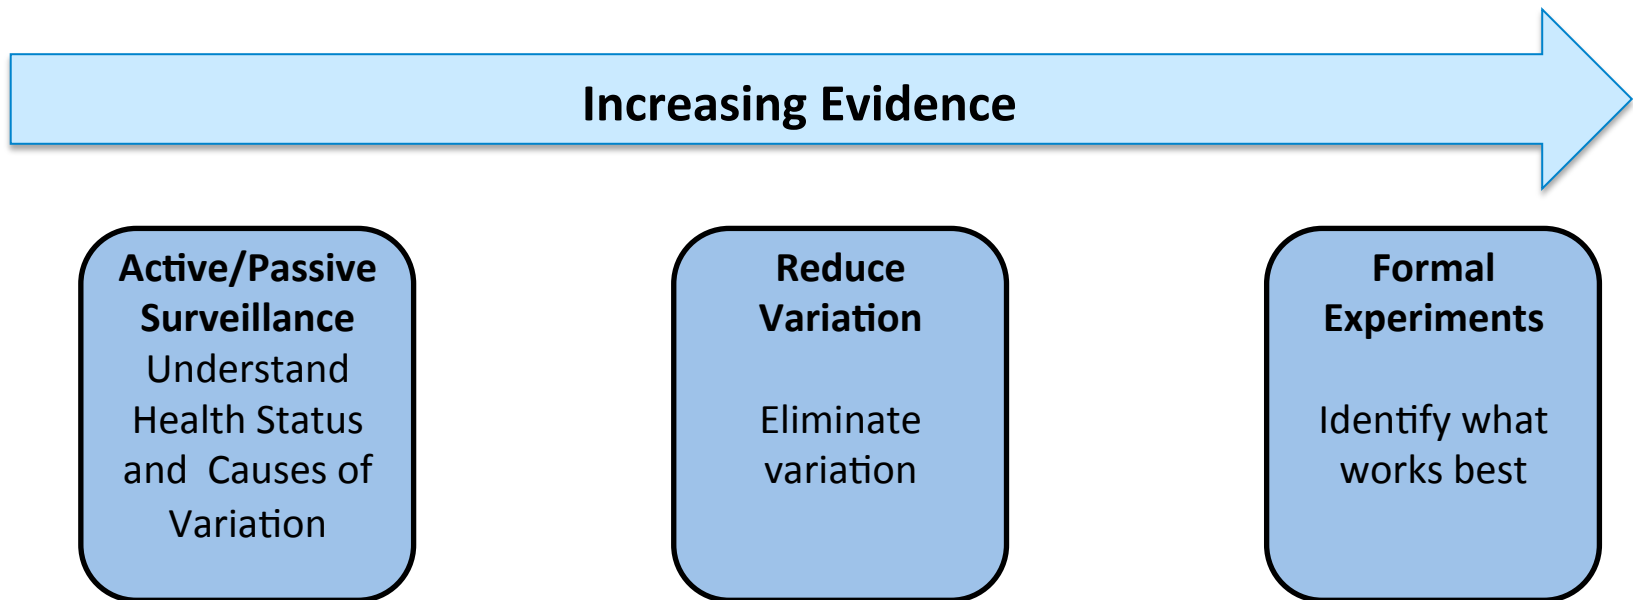 Increasing Evidence
Active/Passive
Surveillance
Understand
Health Status
and Causes of
Variation
Reduce
Variation
Eliminate
variation
Formal
Experiments
Identify what
works best